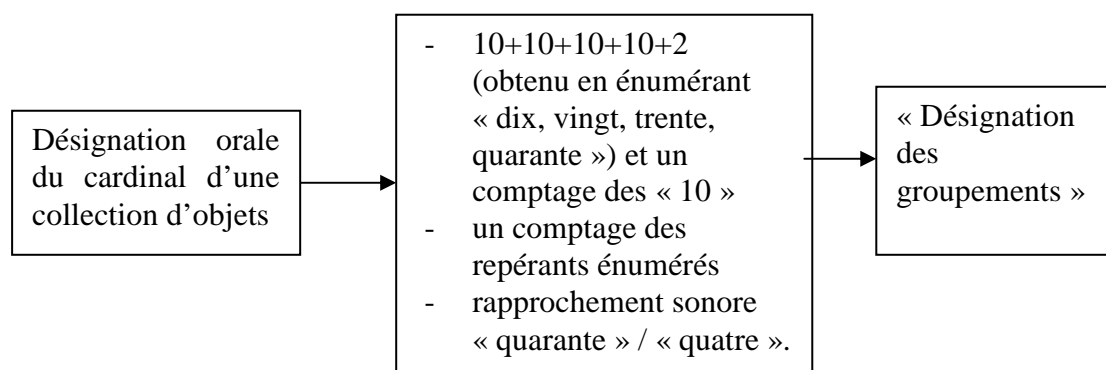 Désignation orale
du cardinal d'une
collection d'objets
- 10+10+10+10+2
(obtenu en énumérant
« dix, vingt, trente,
quarante ») et un
comptage des « 10 »
- un comptage des
repérants énumérés
- rapprochement sonore
« quarante » / « quatre ».
« Désignation
des
groupements »